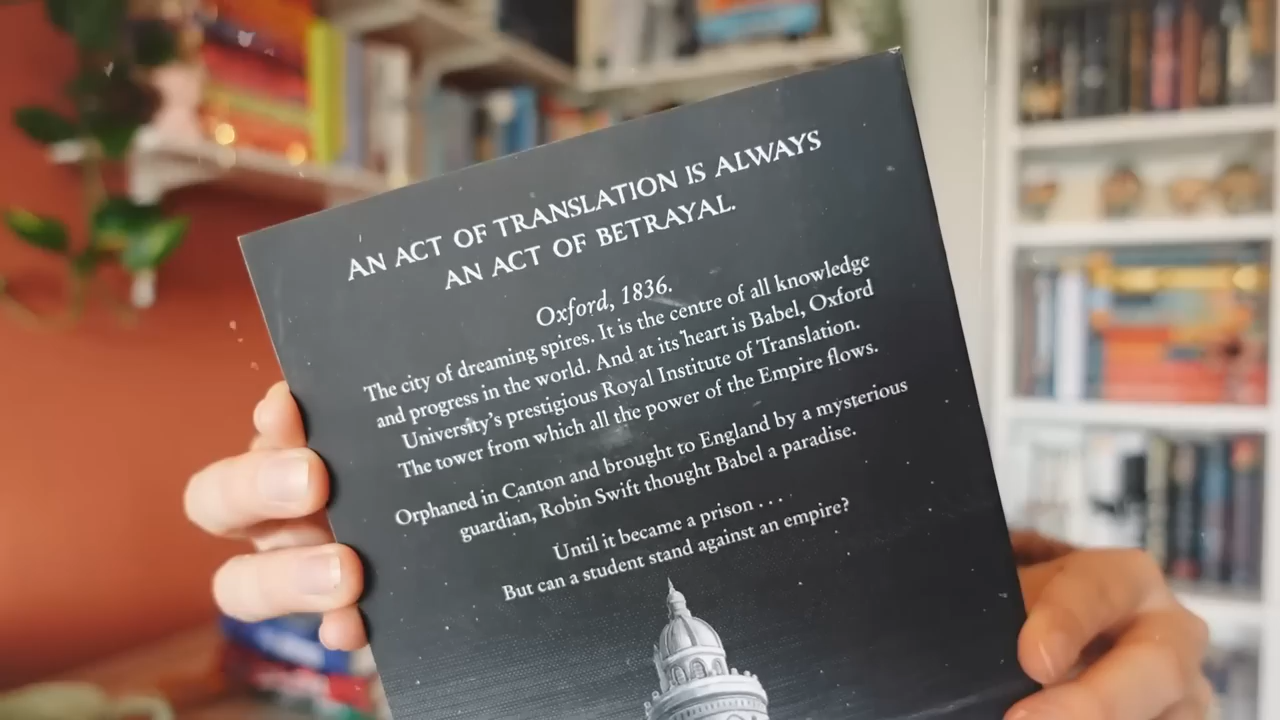 AN ACT OF TRANSLATION IS ALWAYS
AN ACT OF BETRAYAL.
Oxford, 1836.
The city of dreaming spires. It is the centre of all knowledge
and progress in the world. And at its heart is Babel, Oxford
University's prestigious Royal Institute of Translation.
The tower from which all the power of the Empire flows.
Orphaned in Canton and brought to England by a mysterious
guardian, Robin Swift thought Babel a paradise.
Until it became a prison . . .
But can a student stand against an empire?